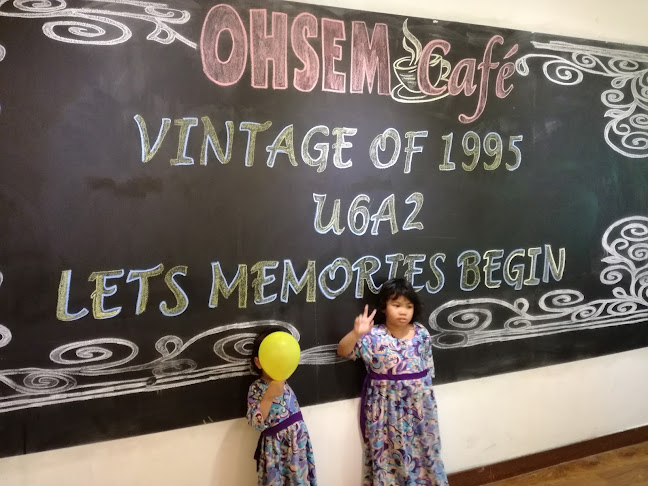 OHSEM Café
VINTAGE OF 1995
U6A2
LETS MEMORIES BEGIN